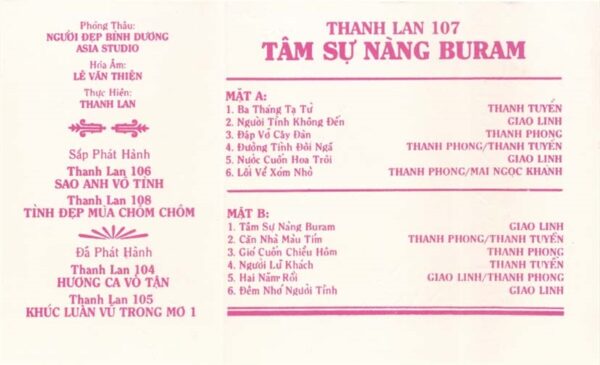 Phóng Thâu:
NGƯỜI ĐẸP BÌNH DƯƠNG
ASIA STUDIO
Hòa Âm:
LÊ VĂN THIỆN
Thực Hiện:
THANH LAN
Sắp Phát Hành
Thanh Lan 106
SAO ANH VÔ TÌNH
Thanh Lan 108
TÌNH ĐẸP MÙA CHÔM CHÔM
Đã Phát Hành
Thanh Lan 104
HƯƠNG CA VÔ TẬN
Thanh Lan 105
KHÚC LUÂN VŨ TRONG MƠ 1
THANH LAN 107
TÂM SỰ NÀNG BURAM
MẶT A:
1. Ba Tháng Tạ Từ THANH TUYỀN
2. Người Tình Không Đến GIAO LINH
3. Đập Vỡ Cây Đàn THANH PHONG
4. Đường Tình Đôi Ngã THANH PHONG/THANH TUYỀN
5. Nước Cuốn Hoa Trôi GIAO LINH
6. Lối Về Xóm Nhỏ THANH PHONG/MAI NGỌC KHANH
MẶT B:
1. Tâm Sự Nàng Buram GIAO LINH
2. Căn Nhà Màu Tím THANH PHONG/THANH TUYỀN
3. Gió Cuốn Chiều Hôm THANH PHONG
4. Người Lữ Khách THANH TUYỀN
5. Hai Năm Rồi GIAO LINH/THANH PHONG
6. Đêm Nhớ Người Tình GIAO LINH